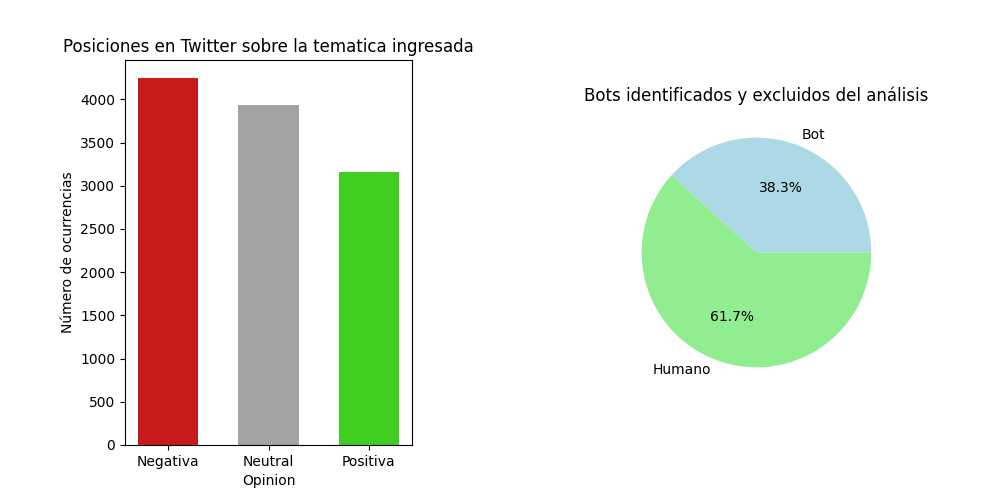 Posiciones en Twitter sobre la tematica ingresada
Número de ocurrencias
4000
3500
3000
2500
2000
1500
1000
500
0
Negativa
Neutral
Positiva
Opinion
Bots identificados y excluidos del análisis
Bot
38.3%
61.7%
Humano